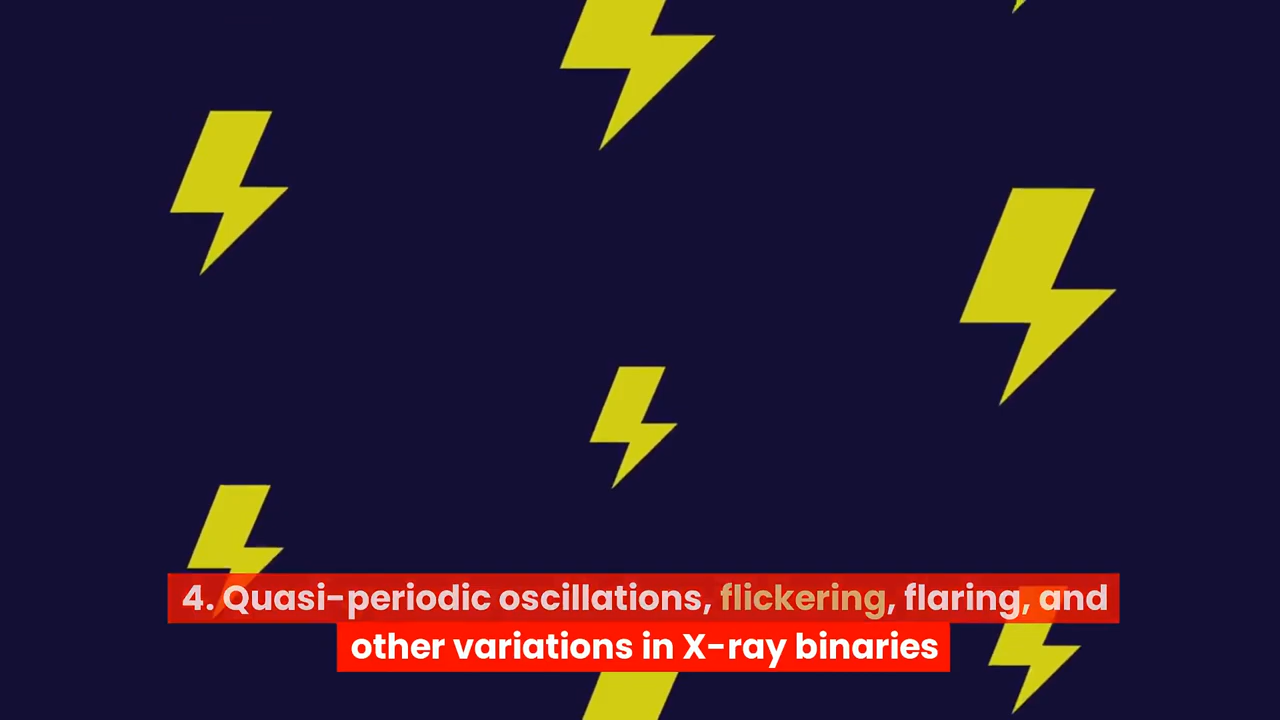 4. Quasi-periodic oscillations, flickering, flaring, and
other variations in X-ray binaries